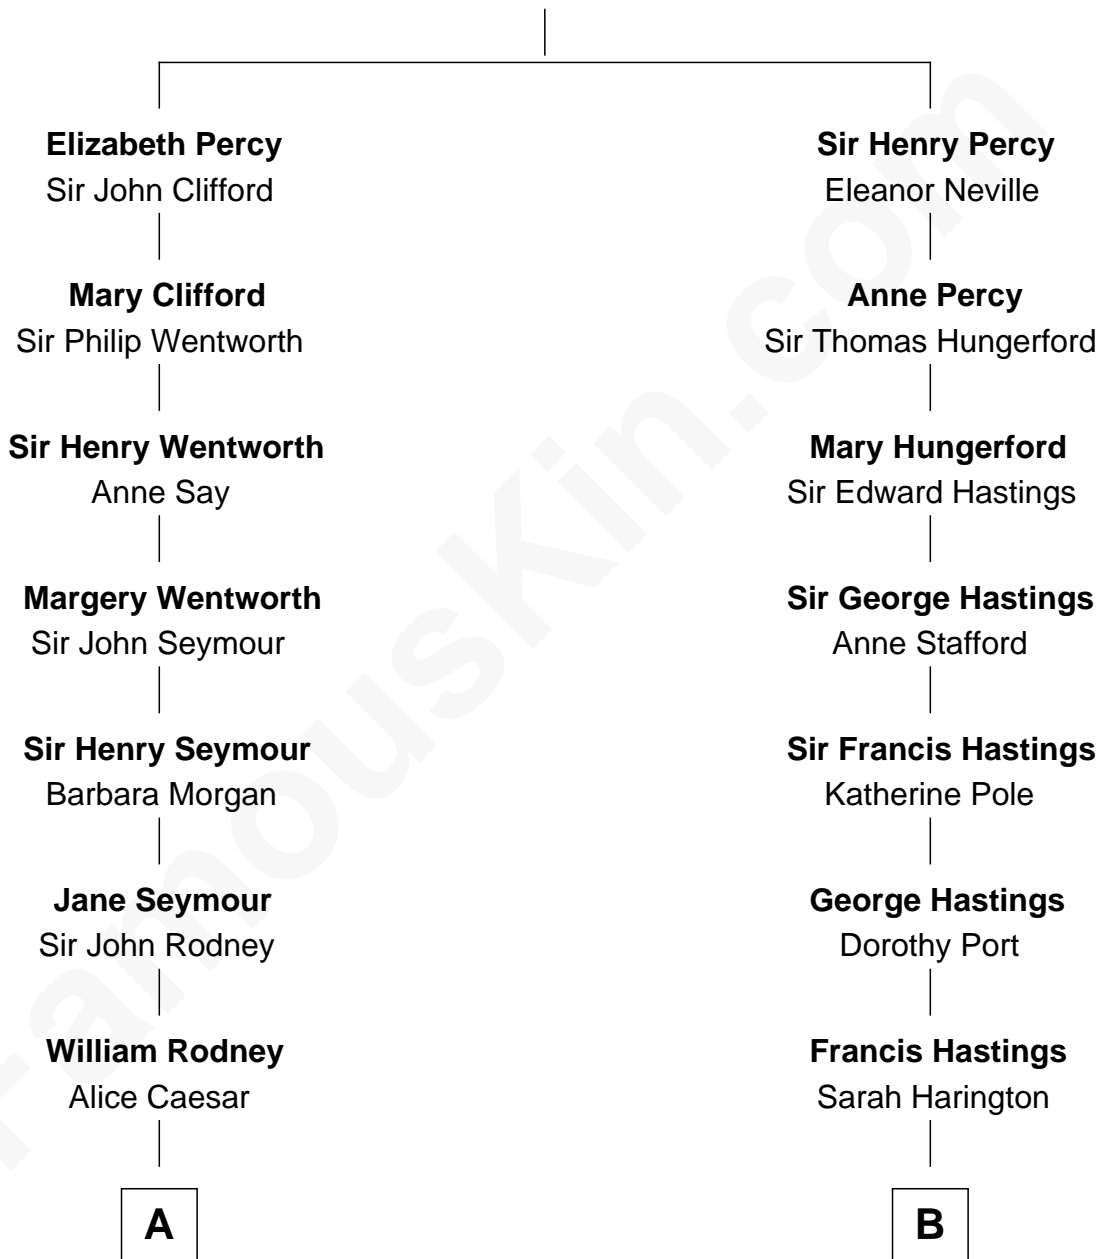 Elizabeth Percy
Sir John Clifford
Mary Clifford
Sir Philip Wentworth
Sir Henry Wentworth
Anne Say
Margery Wentworth
Sir John Seymour
Sir Henry Seymour
Barbara Morgan
Jane Seymour
Sir John Rodney
William Rodney
Alice Caesar
A
Sir Henry Percy
Eleanor Neville
Anne Percy
Sir Thomas Hungerford
Mary Hungerford
Sir Edward Hastings
Sir George Hastings
Anne Stafford
Sir Francis Hastings
Katherine Pole
George Hastings
Dorothy Port
Francis Hastings
Sarah Harington
B
FamousKin.com